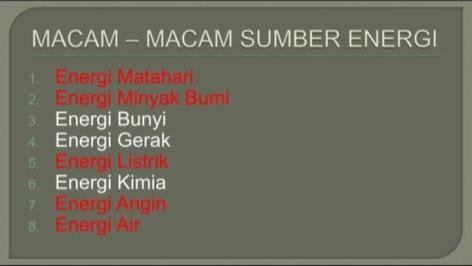 MACAM – MACAM SUMBER ENERGI
1. Energi Matahari
2. Energi Minyak Bumi
3. Energi Bunyi
4. Energi Gerak
5. Energi Listrik
6. Energi Kimia
7. Energi Angin
8. Energi Air